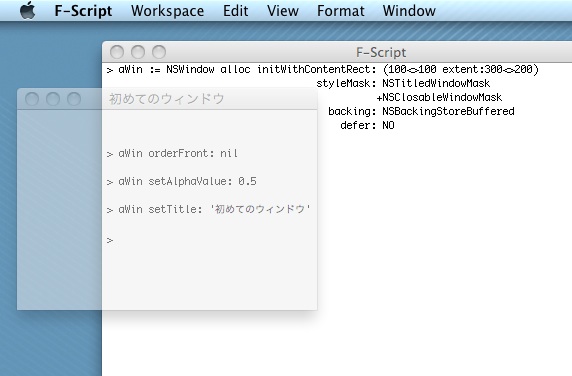 F-Script Workspace Edit View Format Window
F-Script
> aWin := NSWindow alloc initWithContentRect: (100<>100 extent:300<>200)
styleMask: NSTitledWindowMask
+NSClosableWindowMask
backing: NSBackingStoreBuffered
defer: NO
初めてのウィンドウ
> aWin orderFront: nil
> aWin setAlphaValue: 0.5
> aWin setTitle: '初めてのウィンドウ'
>